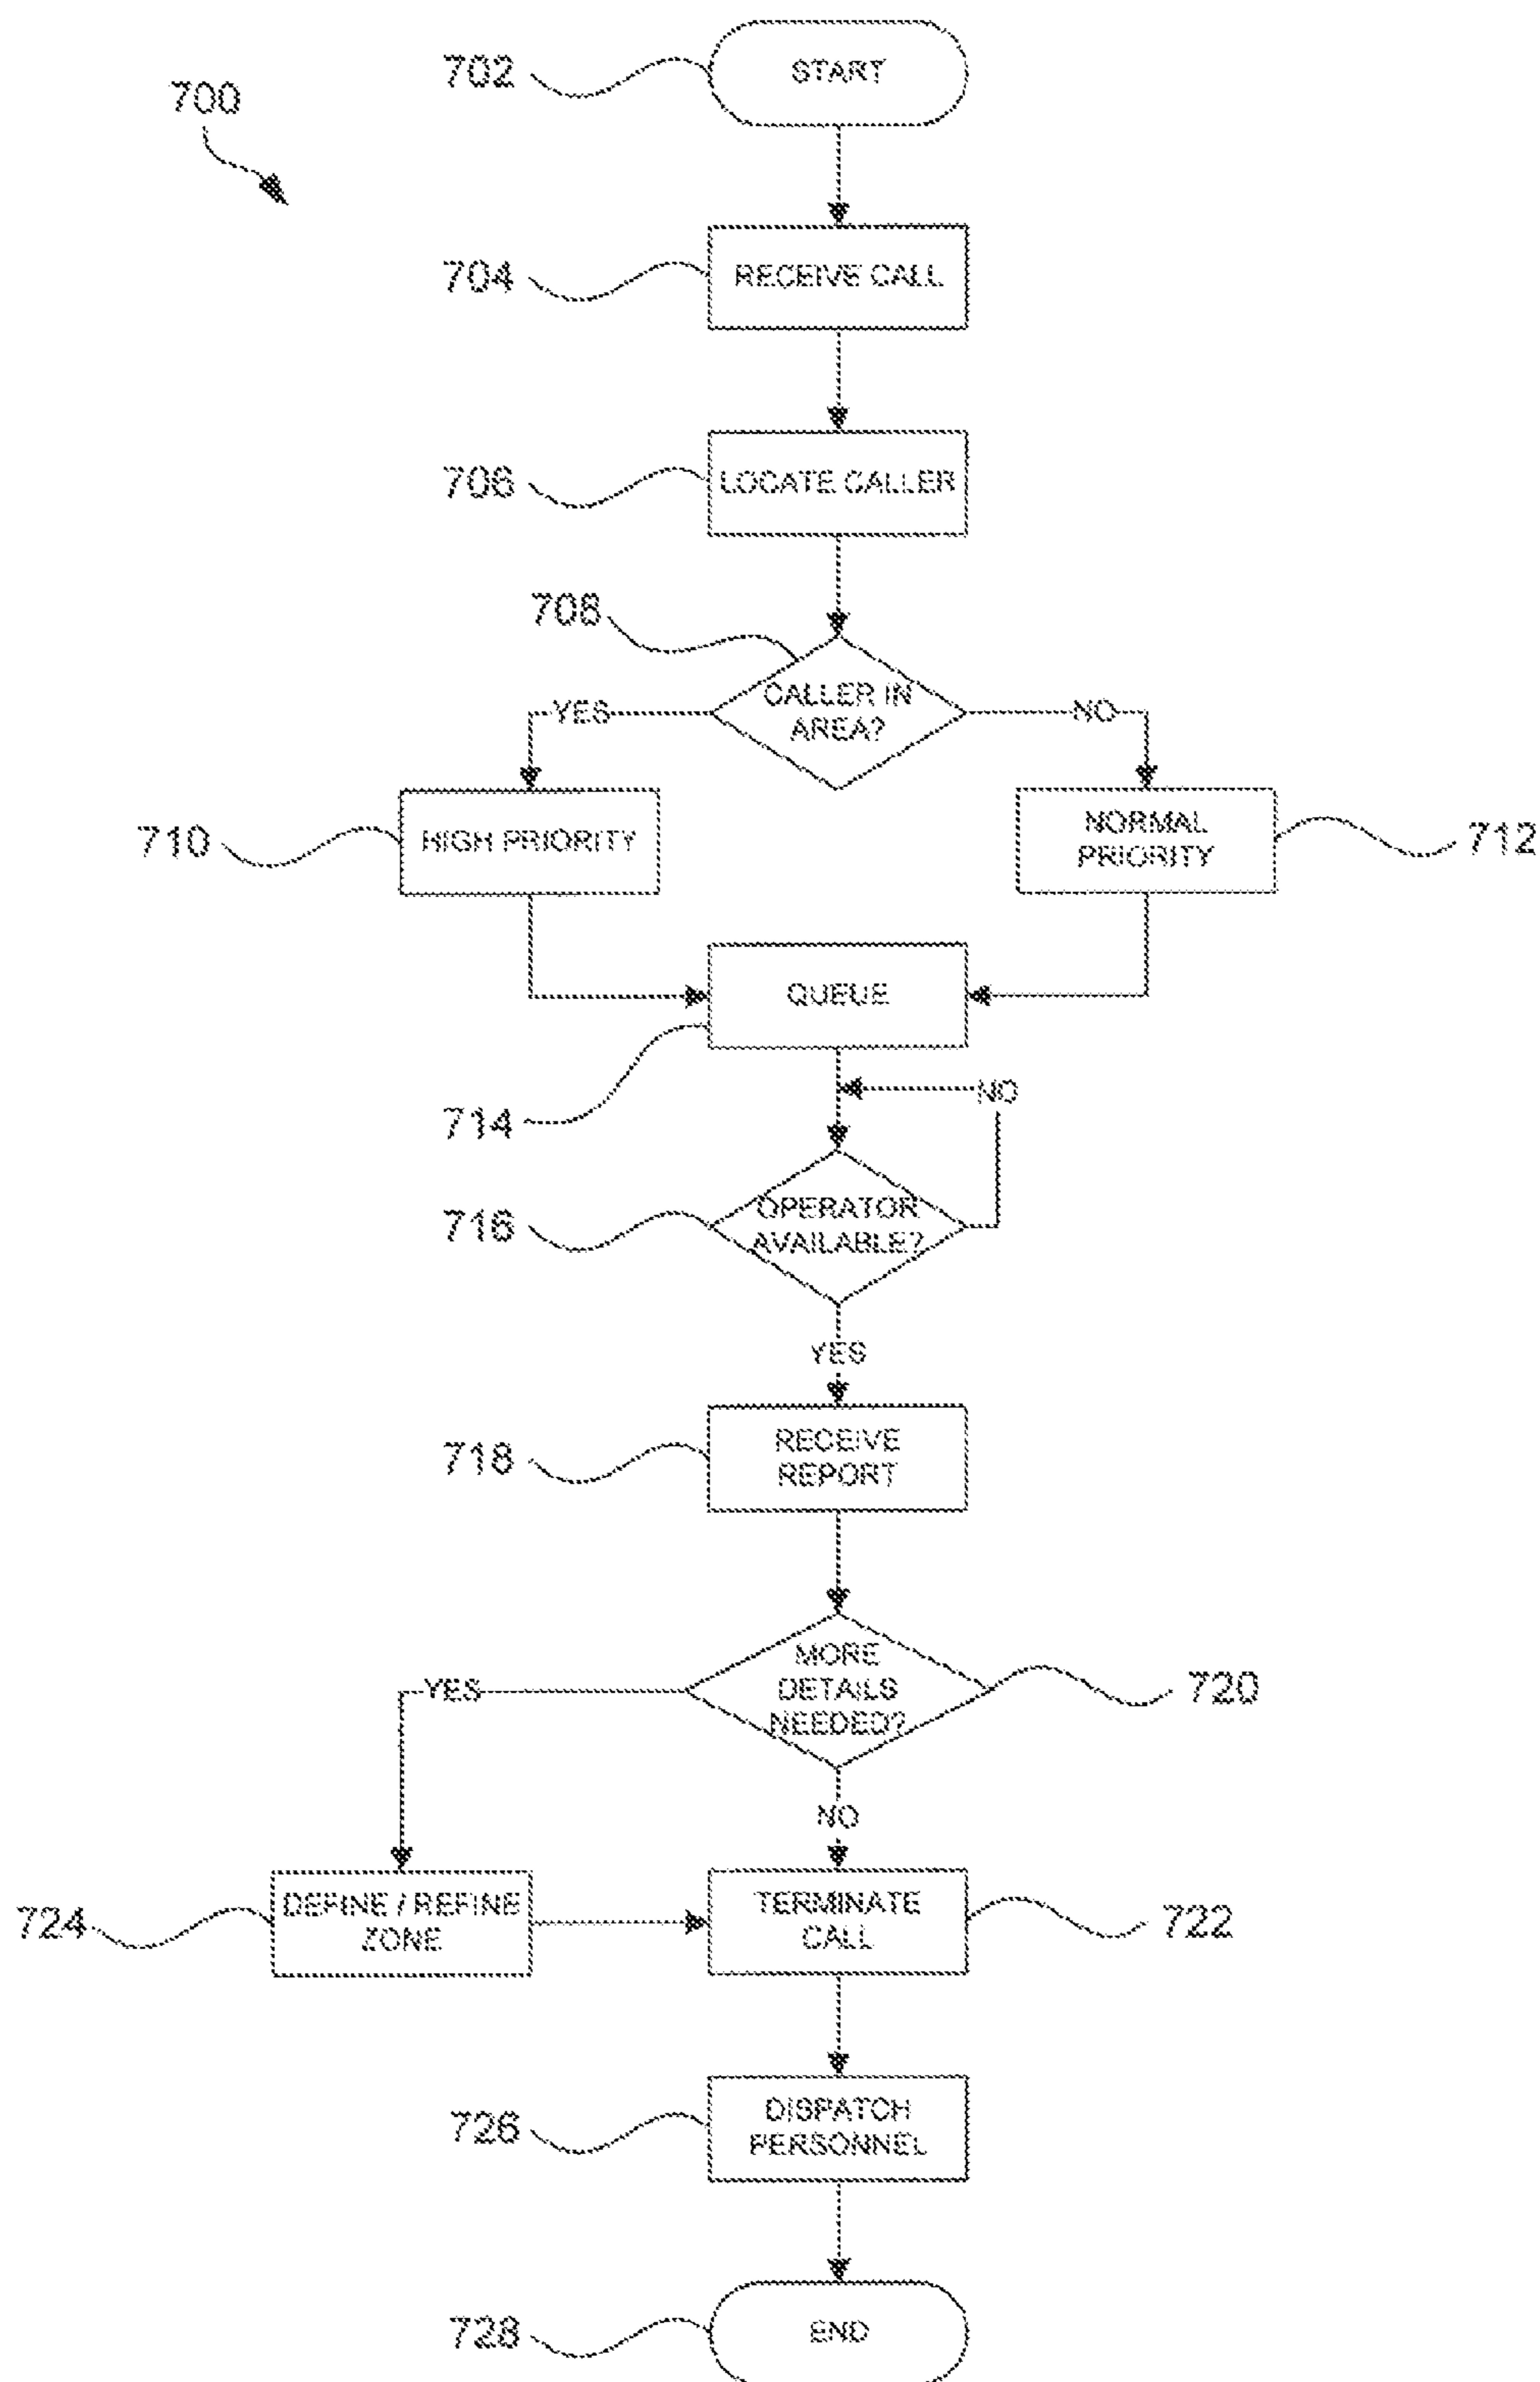 702
START
700
704
RECEIVE CALL
706
LOCATE CALLER
708
CALLER IN
AREA?
YES
NO
710
HIGH PRIORITY
NORMAL
PRIORITY
712
QUEUE
714
NO
716
OPERATOR
AVAILABLE?
YES
718
RECEIVE
REPORT
MORE
DETAILS
NEEDED?
720
YES
NO
724
DEFINE / REFINE
ZONE
TERMINATE
CALL
722
726
DISPATCH
PERSONNEL
728
END